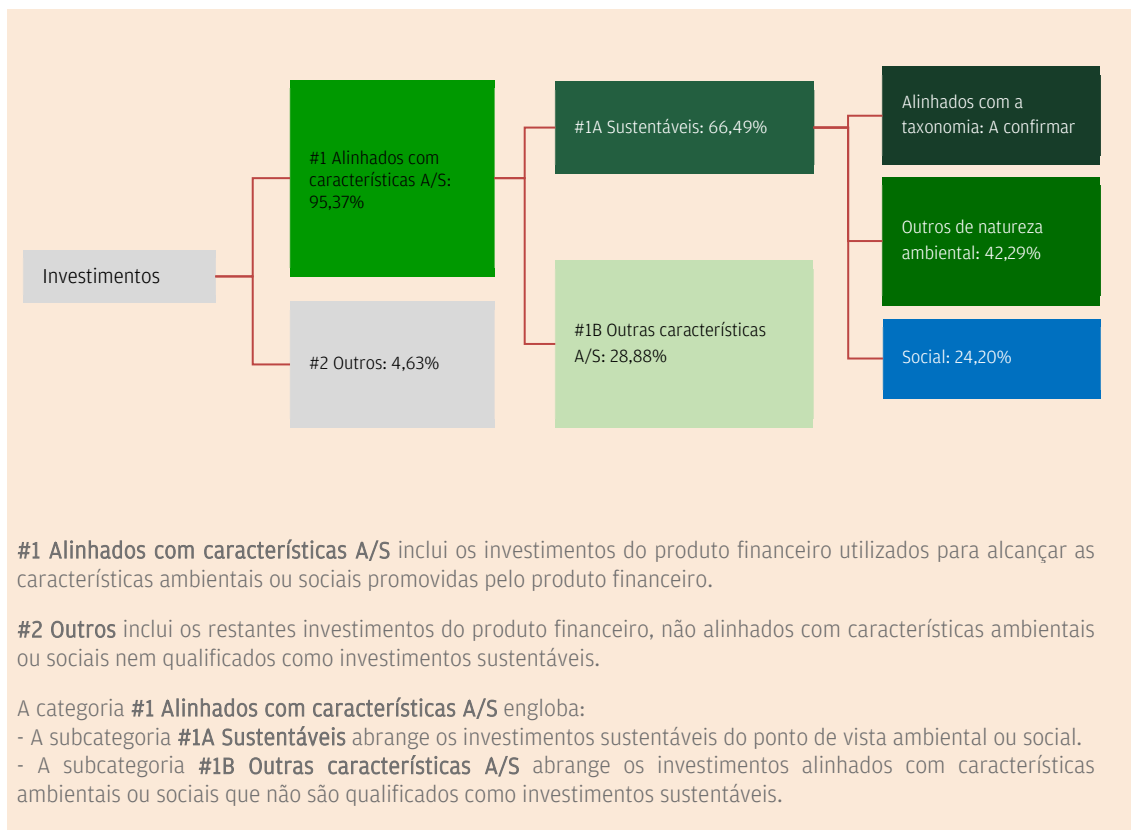 Investimentos
#1 Alinhados com
características A/S:
95,37%
#2 Outros: 4,63%
#1A Sustentáveis: 66,49%
#1B Outras características
A/S: 28,88%
Alinhados com a
taxonomia: A confirmar
Outros de natureza
ambiental: 42,29%
Social: 24,20%
#1 Alinhados com características A/S inclui os investimentos do produto financeiro utilizados para alcançar as
características ambientais ou sociais promovidas pelo produto financeiro.
#2 Outros inclui os restantes investimentos do produto financeiro, não alinhados com características ambientais
ou sociais nem qualificados como investimentos sustentáveis.
A categoria #1 Alinhados com características A/S engloba:
- A subcategoria #1A Sustentáveis abrange os investimentos sustentáveis do ponto de vista ambiental ou social.
- A subcategoria #1B Outras características A/S abrange os investimentos alinhados com características
ambientais ou sociais que não são qualificados como investimentos sustentáveis.